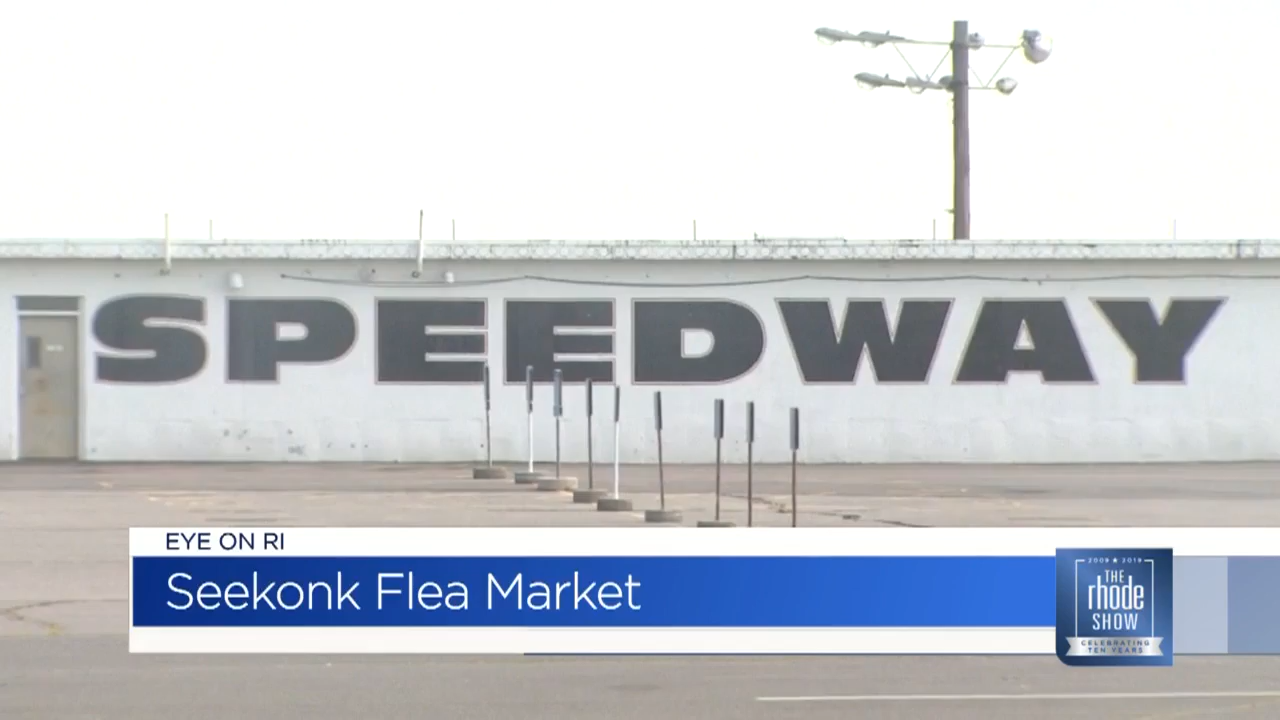 SPEEDWAY
EYE ON RI
Seekonk Flea Market
2009 ★ 2019
THE
rhode
SHOW
CELEBRATING
TEN YEARS